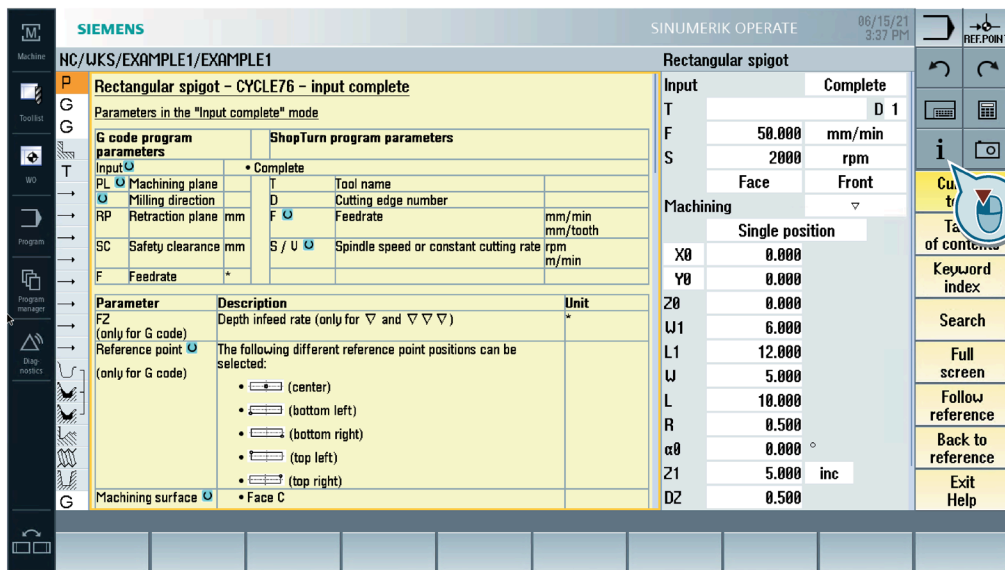 SIEMENS
SINUMERIK OPERATE
06/15/21
3:37 PM
M
Machine
Toollist
WO
Program
Program
manager
Diag-
nostics
NC/WKS/EXAMPLE1/EXAMPLE1
P
G
G
T
G
Rectangular spigot – CYCLE76 – input complete
Parameters in the "Input complete" mode
G code program parameters ShopTurn program parameters
Input • Complete
PL Machining plane T Tool name
Milling direction D Cutting edge number
RP Retraction plane mm F Feedrate mm/min
mm/tooth
SC Safety clearance mm S / V Spindle speed or constant cutting rate rpm
m/min
F Feedrate *
Parameter Description Unit
FZ Depth infeed rate (only for ▽ and ▽ ▽ ▽) *
(only for G code)
Reference point The following different reference point positions can be selected:
(only for G code)
• (center)
• (bottom left)
• (bottom right)
• (top left)
• (top right)
Machining surface • Face C
Rectangular spigot
Input Complete
T D 1
F 50.000 mm/min
S 2000 rpm
Face Front
Machining ▽
Single position
X0 0.000
Y0 0.000
Z0 0.000
W1 6.000
L1 12.000
W 5.000
L 10.000
R 0.500
α0 0.000 °
Z1 5.000 inc
DZ 0.500
REF.POINT
i
of contents
Keyword
index
Search
Full
screen
Follow
reference
Back to
reference
Exit
Help